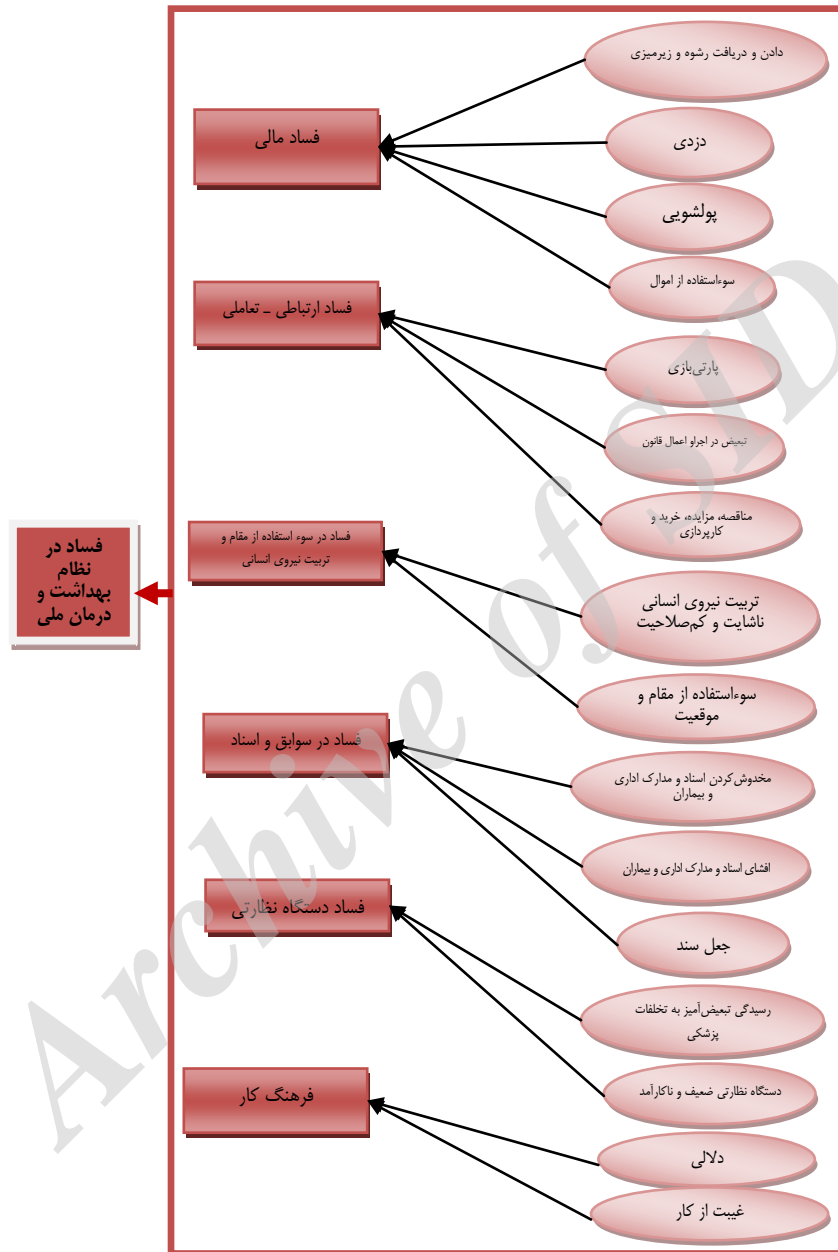 دادن و دریافت رشوه و زیرمیزی
فساد مالی
دزدی
پولشویی
سوءاستفاده از اموال
فساد ارتباطی ـ تعاملی
پارتی‌بازی
تبعیض در اجراو اعمال قانون
مناقصه، مزایده، خرید و
کارپردازی
فساد در سوء استفاده از مقام و
تربیت نیروی انسانی
تربیت نیروی انسانی
ناشایت و کم‌صلاحیت
سوءاستفاده از مقام و
موقعیت
فساد در
نظام
بهداشت و
درمان ملی
فساد در سوابق و اسناد
مخدوش‌کردن اسناد و مدارک اداری
و بیماران
افشای اسناد و مدارک اداری و بیماران
جعل سند
فساد دستگاه نظارتی
رسیدگی تبعیض‌آمیز به تخلفات
پزشکی
دستگاه نظارتی ضعیف و ناکارآمد
فرهنگ کار
دلالی
غیبت از کار
Archive of SID